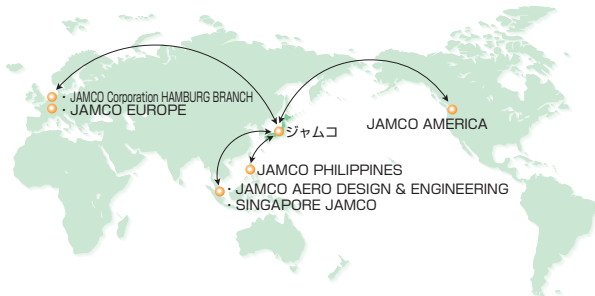 ・JAMCO Corporation HAMBURG BRANCH
・JAMCO EUROPE
ジャムコ
JAMCO AMERICA
JAMCO PHILIPPINES
・JAMCO AERO DESIGN & ENGINEERING
・SINGAPORE JAMCO